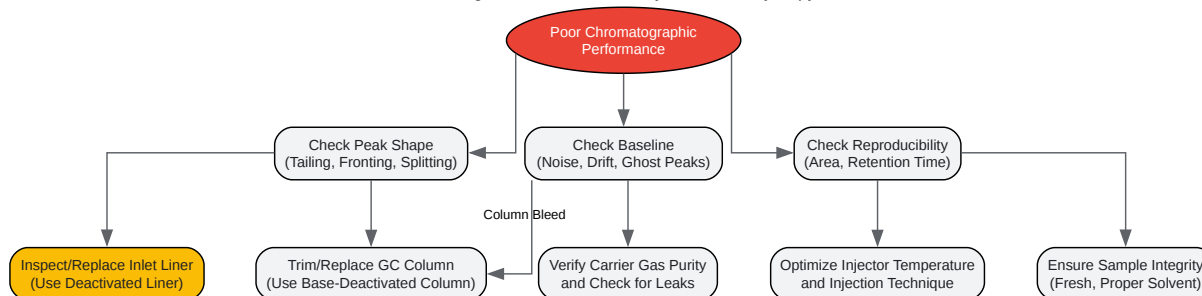 Poor Chromatographic
Performance
Check Peak Shape
(Tailing, Fronting, Splitting)
Check Baseline
(Noise, Drift, Ghost Peaks)
Check Reproducibility
(Area, Retention Time)
Column Bleed
Inspect/Replace Inlet Liner
(Use Deactivated Liner)
Trim/Replace GC Column
(Use Base-Deactivated Column)
Verify Carrier Gas Purity
and Check for Leaks
Optimize Injector Temperature
and Injection Technique
Ensure Sample Integrity
(Fresh, Proper Solvent)